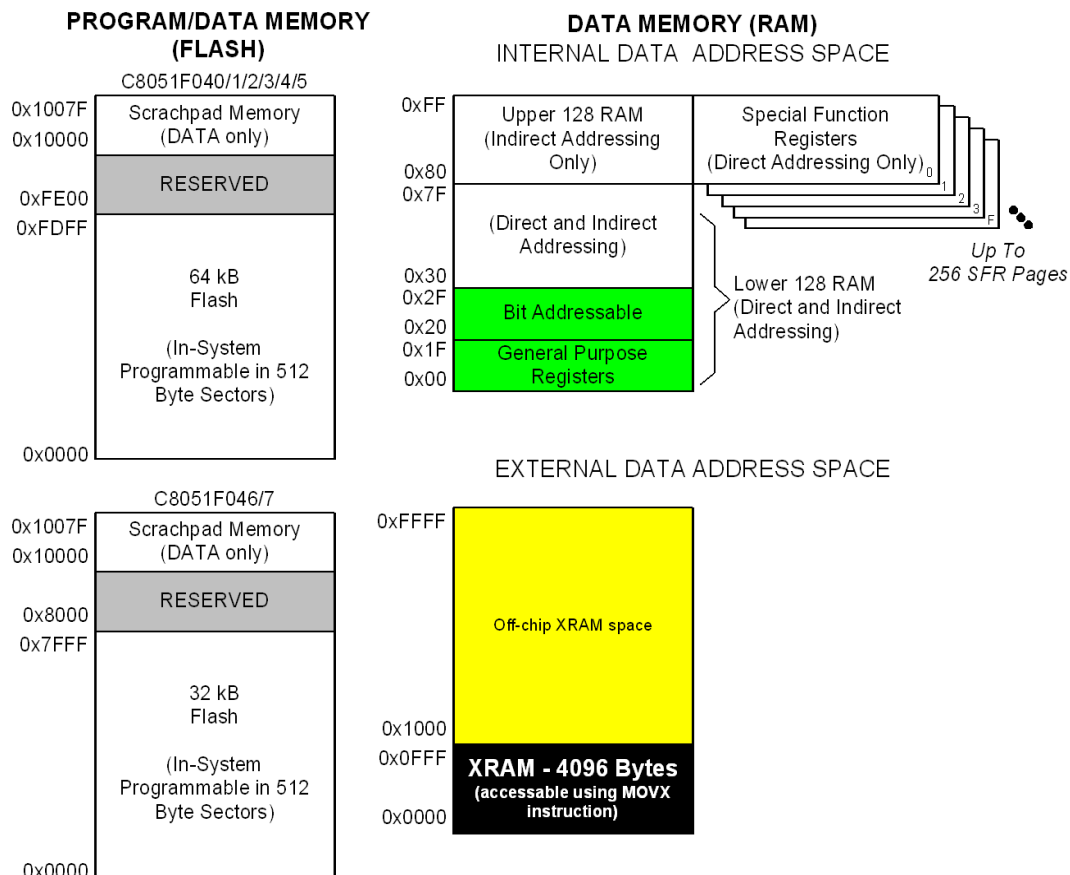 PROGRAM/DATA MEMORY
(FLASH)
C8051F040/1/2/3/4/5
0x1007F
0x10000
Scrachpad Memory
(DATA only)
RESERVED
0xFE00
0xFDFF
64 kB
Flash
(In-System
Programmable in 512
Byte Sectors)
0x0000
C8051F046/7
0x1007F
0x10000
Scrachpad Memory
(DATA only)
RESERVED
0x8000
0x7FFF
32 kB
Flash
(In-System
Programmable in 512
Byte Sectors)
0x0000
DATA MEMORY (RAM)
INTERNAL DATA ADDRESS SPACE
0xFF
Upper 128 RAM
(Indirect Addressing
Only)
0x80
Special Function
Registers
(Direct Addressing Only)
0
1
2
3
F
Up To
256 SFR Pages
0x7F
(Direct and Indirect
Addressing)
0x30
0x2F
Bit Addressable
0x20
0x1F
General Purpose
Registers
0x00
Lower 128 RAM
(Direct and Indirect
Addressing)
EXTERNAL DATA ADDRESS SPACE
0xFFFF
Off-chip XRAM space
0x1000
0x0FFF
XRAM - 4096 Bytes
(accessable using MOVX
instruction)
0x0000